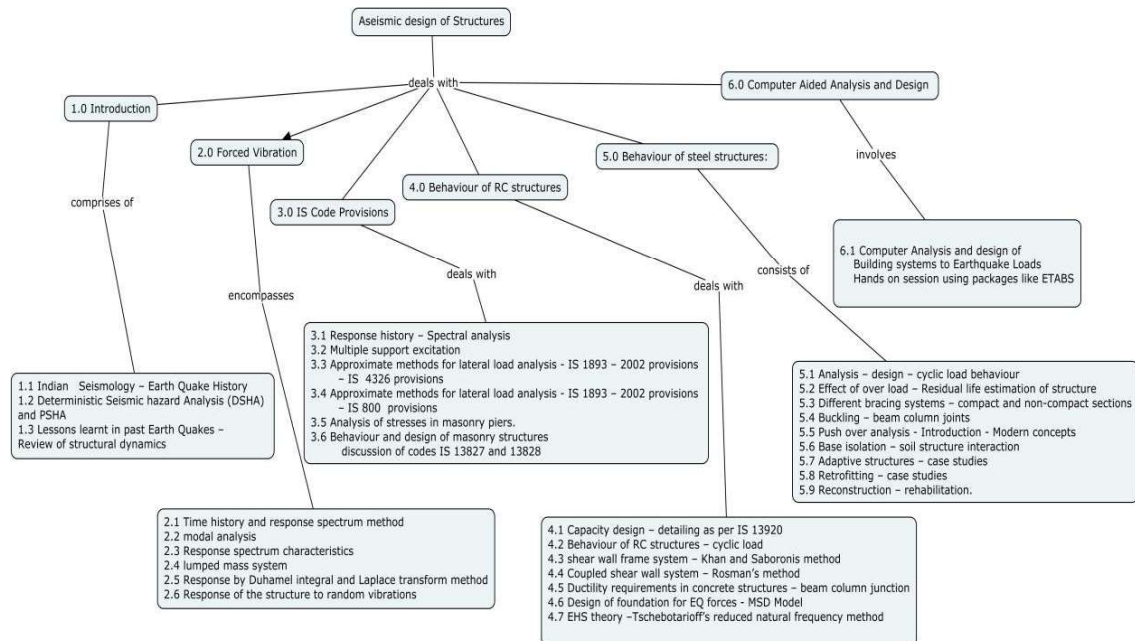 Aseismic design of Structures
deals with
1.0 Introduction
6.0 Computer Aided Analysis and Design
2.0 Forced Vibration
5.0 Behaviour of steel structures:
involves
4.0 Behaviour of RC structures
comprises of
3.0 IS Code Provisions
6.1 Computer Analysis and design of
Building systems to Earthquake Loads
Hands on session using packages like ETABS
deals with
consists of
deals with
encompasses
3.1 Response history – Spectral analysis
3.2 Multiple support excitation
3.3 Approximate methods for lateral load analysis - IS 1893 – 2002 provisions
– IS 4326 provisions
3.4 Approximate methods for lateral load analysis - IS 1893 – 2002 provisions
– IS 800 provisions
3.5 Analysis of stresses in masonry piers.
3.6 Behaviour and design of masonry structures
discussion of codes IS 13827 and 13828
1.1 Indian Seismology – Earth Quake History
1.2 Deterministic Seismic hazard Analysis (DSHA)
and PSHA
1.3 Lessons learnt in past Earth Quakes –
Review of structural dynamics
5.1 Analysis - design - cyclic load behaviour
5.2 Effect of over load – Residual life estimation of structure
5.3 Different bracing systems – compact and non-compact sections
5.4 Buckling – beam column joints
5.5 Push over analysis - Introduction - Modern concepts
5.6 Base isolation – soil structure interaction
5.7 Adaptive structures – case studies
5.8 Retrofitting – case studies
5.9 Reconstruction – rehabilitation.
2.1 Time history and response spectrum method
2.2 modal analysis
2.3 Response spectrum characteristics
2.4 lumped mass system
2.5 Response by Duhamel integral and Laplace transform method
2.6 Response of the structure to random vibrations
4.1 Capacity design – detailing as per IS 13920
4.2 Behaviour of RC structures – cyclic load
4.3 shear wall frame system – Khan and Saboronis method
4.4 Coupled shear wall system – Rosman's method
4.5 Ductility requirements in concrete structures – beam column junction
4.6 Design of foundation for EQ forces - MSD Model
4.7 EHS theory –Tschebotarioff's reduced natural frequency method